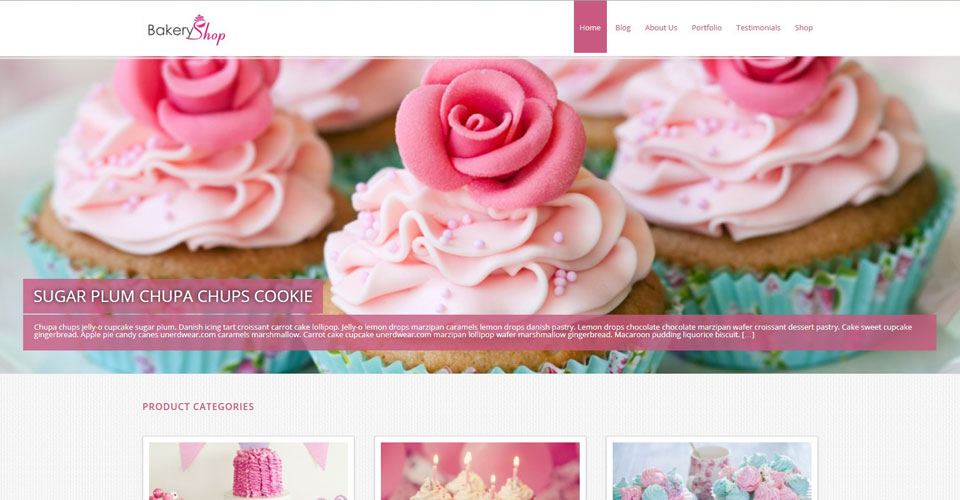 BakeryShop
Home Blog About Us Portfolio Testimonials Shop
SUGAR PLUM CHUPA CHUPS COOKIE
Chupa chups jelly-o cupcake sugar plum. Danish icing tart croissant carrot cake lollipop. Jelly-o lemon drops marzipan caramels lemon drops danish pastry. Lemon drops chocolate chocolate marzipan wafer croissant dessert pastry. Cake sweet cupcake
gingerbread. Apple pie candy canes unerdwear.com caramels marshmallow. Carrot cake cupcake unerdwear.com marzipan lollipop wafer marshmallow gingerbread. Macaroon pudding liquorice biscuit. [...]
PRODUCT CATEGORIES